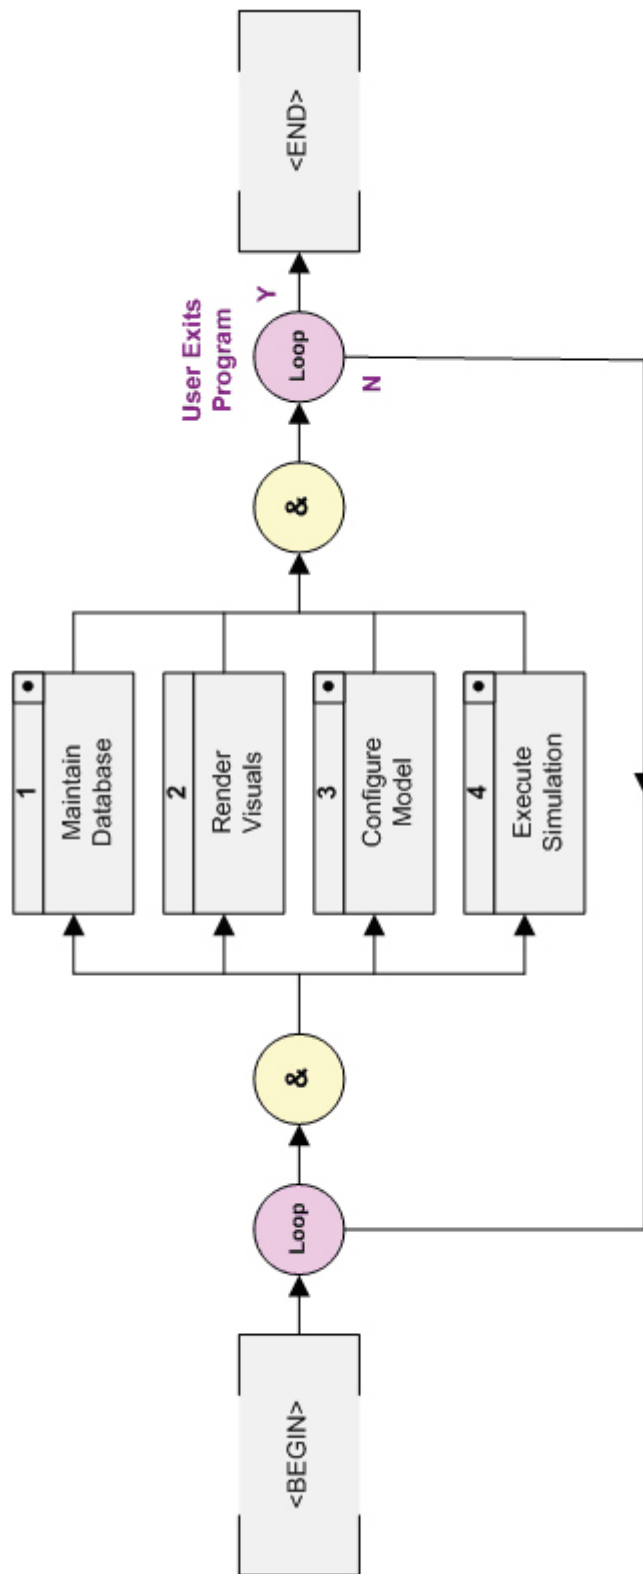 <BEGIN>
Loop
&
1
Maintain
Database
2
Render
Visuals
3
Configure
Model
4
Execute
Simulation
&
User Exits
Program
Loop
Y
N
<END>